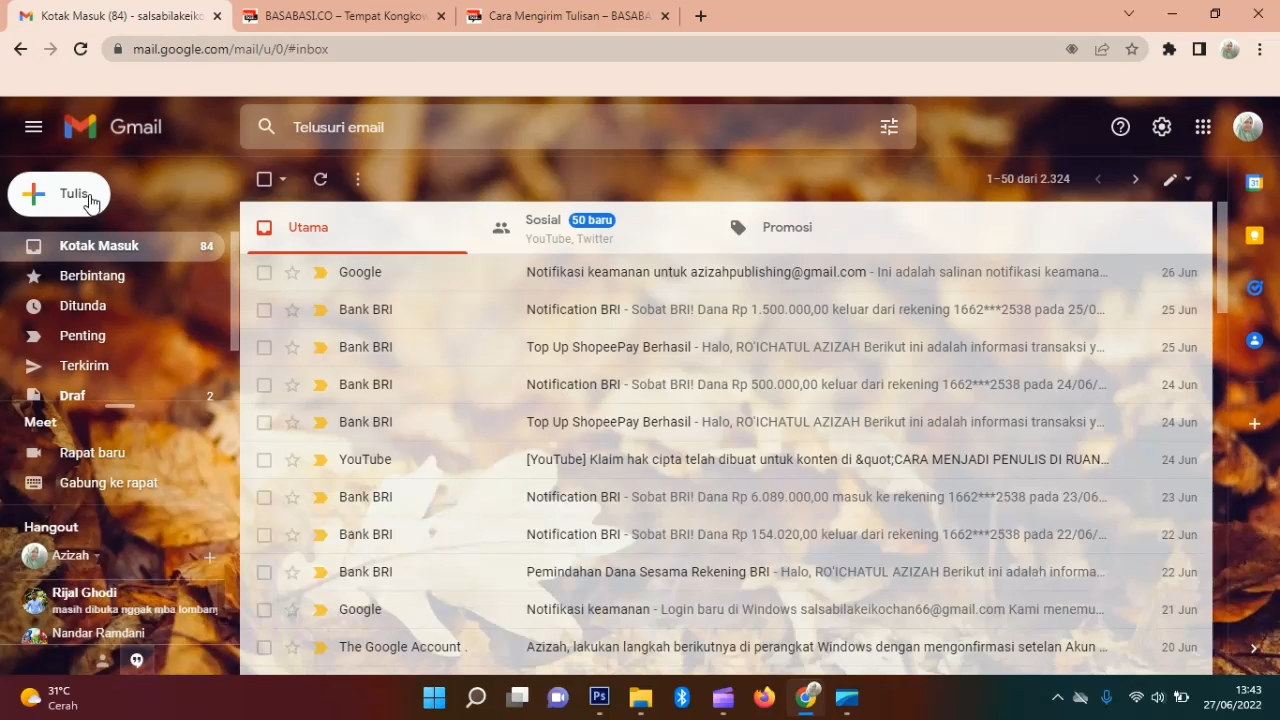 Kotak Masuk (84) - salsabilakeiko
BASABASI.CO – Tempat Kongkow
Cara Mengirim Tulisan – BASABA
mail.google.com/mail/u/0/#inbox
Gmail
Telusuri email
Tulis
1–50 dari 2.324
Kotak Masuk 84
Berbintang
Ditunda
Penting
Terkirim
Draf 2
Meet
Rapat baru
Gabung ke rapat
Hangout
Azizah
Rijal Ghodi
masih dibuka nggak mba lomban
Nandar Ramdani
Utama
Sosial 50 baru
YouTube, Twitter
Promosi
Google Notifikasi keamanan untuk azizahpublishing@gmail.com - Ini adalah salinan notifikasi keamana... 26 Jun
Bank BRI Notification BRI - Sobat BRI! Dana Rp 1.500.000,00 keluar dari rekening 1662***2538 pada 25/0... 25 Jun
Bank BRI Top Up ShopeePay Berhasil - Halo, RO'ICHATUL AZIZAH Berikut ini adalah informasi transaksi y... 25 Jun
Bank BRI Notification BRI - Sobat BRI! Dana Rp 500.000,00 keluar dari rekening 1662***2538 pada 24/06/... 24 Jun
Bank BRI Top Up ShopeePay Berhasil - Halo, RO'ICHATUL AZIZAH Berikut ini adalah informasi transaksi y... 24 Jun
YouTube [YouTube] Klaim hak cipta telah dibuat untuk konten di &quot;CARA MENJADI PENULIS DI RUAN... 24 Jun
Bank BRI Notification BRI - Sobat BRI! Dana Rp 6.089.000,00 masuk ke rekening 1662***2538 pada 23/06... 23 Jun
Bank BRI Notification BRI - Sobat BRI! Dana Rp 154.020,00 keluar dari rekening 1662***2538 pada 22/06/... 22 Jun
Bank BRI Pemindahan Dana Sesama Rekening BRI - Halo, RO'ICHATUL AZIZAH Berikut ini adalah informa... 22 Jun
Google Notifikasi keamanan - Login baru di Windows salsabilakeikochan66@gmail.com Kami menemu... 21 Jun
The Google Account . Azizah, lakukan langkah berikutnya di perangkat Windows dengan mengonfirmasi setelan Akun ... 20 Jun
31
31°C
Cerah
Ps
13:43
27/06/2022